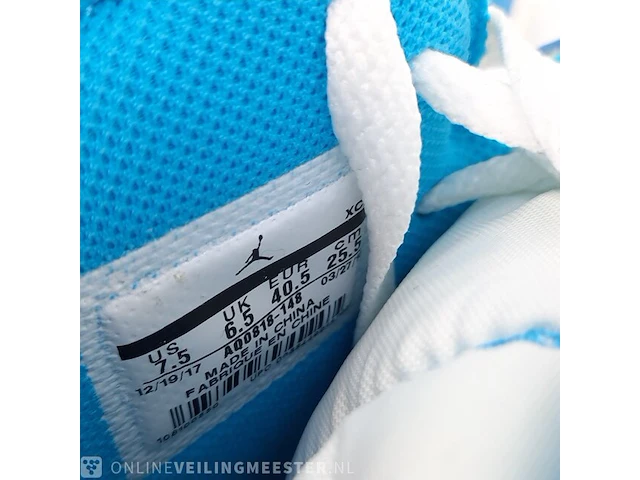 XC
US UK EUR cm
7.5 6.5 40.5 25.5
12/19/17 03/27/
AQ0818-148
MADE IN CHINA
FABRIQUE EN CHINE
ONLINEVEILINGMEESTER.NL